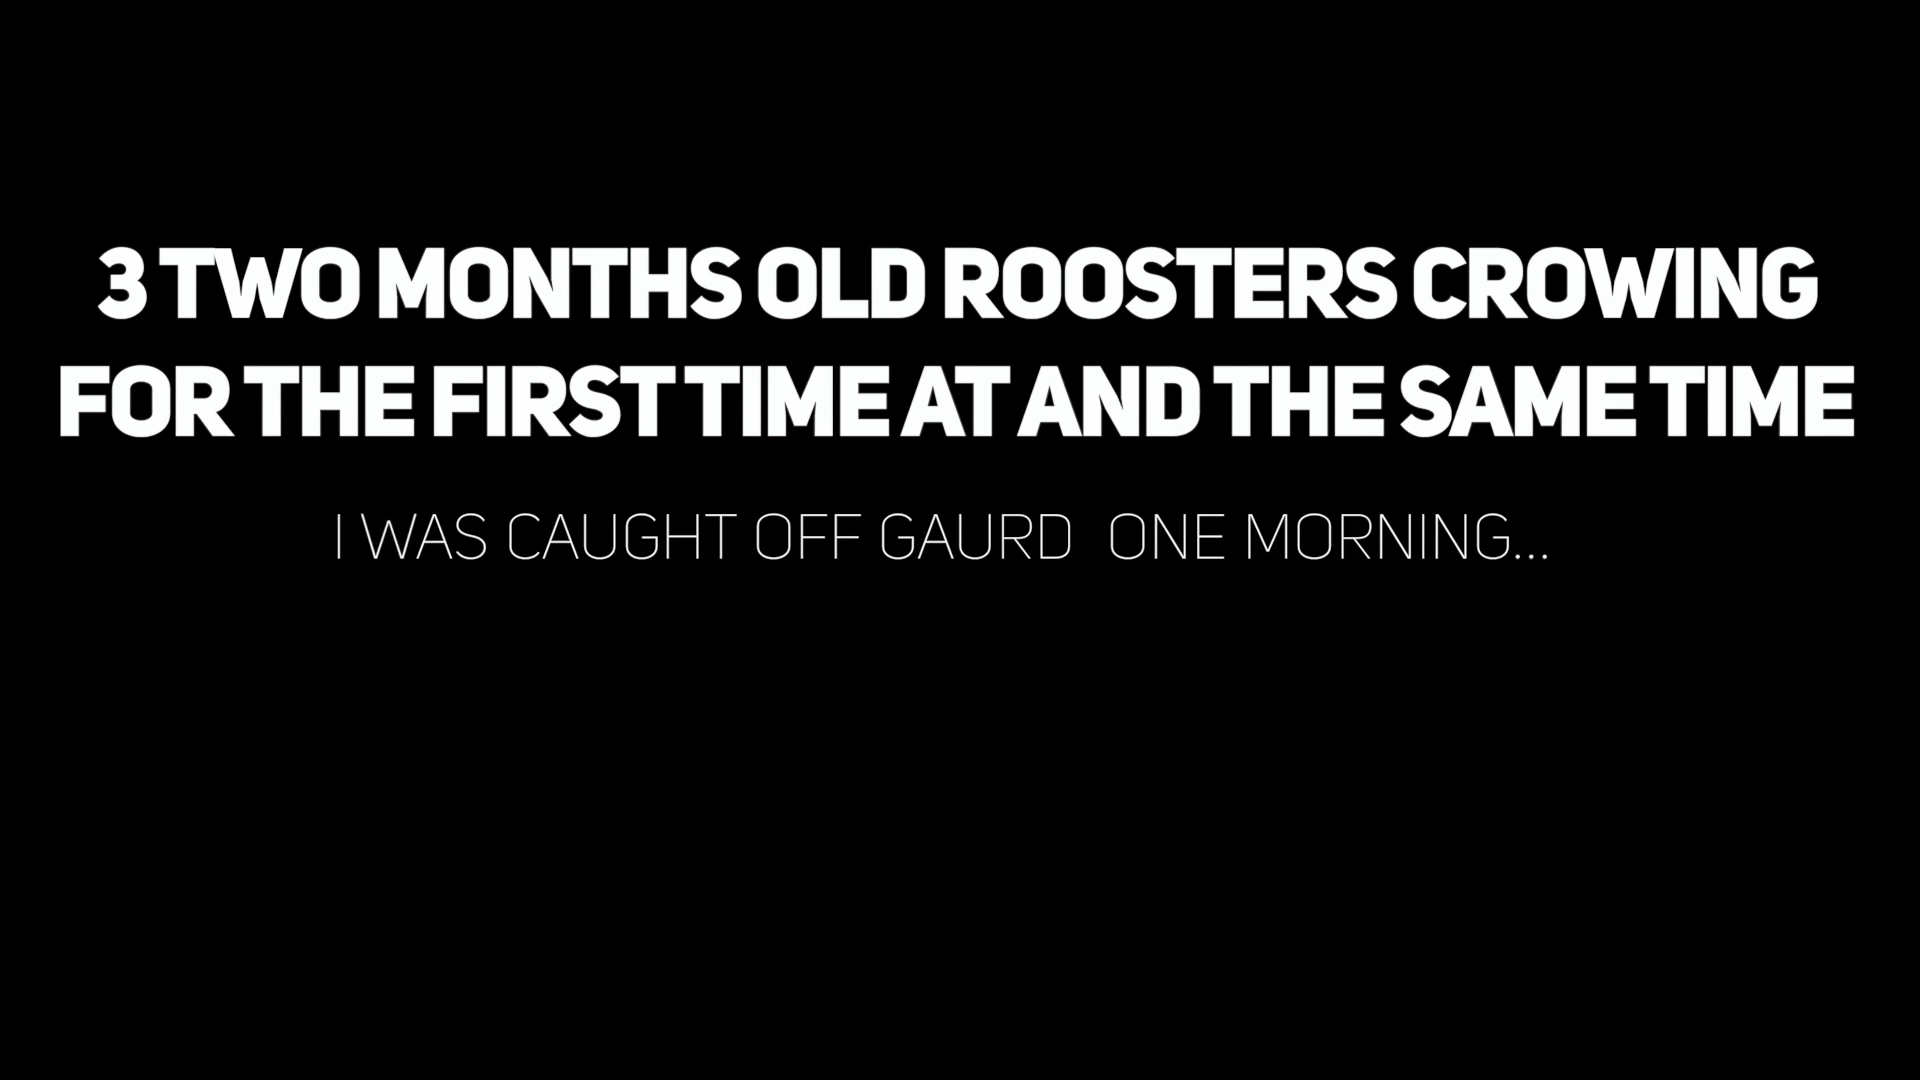 3 TWO MONTHS OLD ROOSTERS CROWING
FOR THE FIRST TIME AT AND THE SAME TIME
I WAS CAUGHT OFF GAURD ONE MORNING...